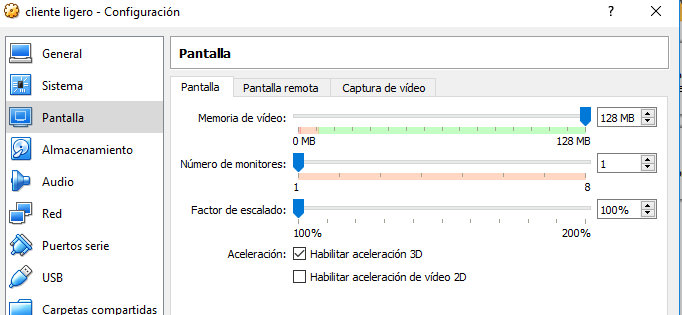 cliente ligero - Configuración
General
Sistema
Pantalla
Almacenamiento
Audio
Red
Puertos serie
USB
Carpetas compartidas
Pantalla
Pantalla Pantalla remota Captura de vídeo
Memoria de vídeo: 128 MB
0 MB 128 MB
Número de monitores: 1
1 8
Factor de escalado: 100%
100% 200%
Aceleración: Habilitar aceleración 3D
Habilitar aceleración de vídeo 2D